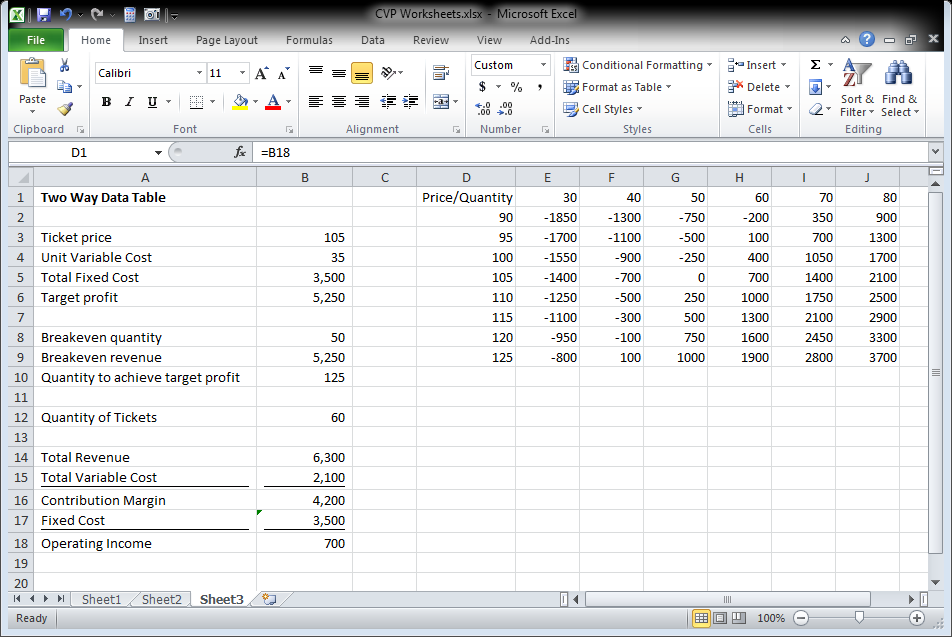 CVP Worksheets.xlsx - Microsoft Excel
File Home Insert Page Layout Formulas Data Review View Add-Ins
Calibri 11 Custom Conditional Formatting Insert Σ
Paste B I U $ % , Format as Table Delete Sort & Filter Find & Select
Cell Styles Format
Clipboard Font Alignment Number Styles Cells Editing
D1 fx =B18
A B C D E F G H I J
1 Two Way Data Table Price/Quantity 30 40 50 60 70 80
2 90 -1850 -1300 -750 -200 350 900
3 Ticket price 105 95 -1700 -1100 -500 100 700 1300
4 Unit Variable Cost 35 100 -1550 -900 -250 400 1050 1700
5 Total Fixed Cost 3,500 105 -1400 -700 0 700 1400 2100
6 Target profit 5,250 110 -1250 -500 250 1000 1750 2500
7 115 -1100 -300 500 1300 2100 2900
8 Breakeven quantity 50 120 -950 -100 750 1600 2450 3300
9 Breakeven revenue 5,250 125 -800 100 1000 1900 2800 3700
10 Quantity to achieve target profit 125
11
12 Quantity of Tickets 60
13
14 Total Revenue 6,300
15 Total Variable Cost 2,100
16 Contribution Margin 4,200
17 Fixed Cost 3,500
18 Operating Income 700
19
20
Sheet1 Sheet2 Sheet3
Ready 100%